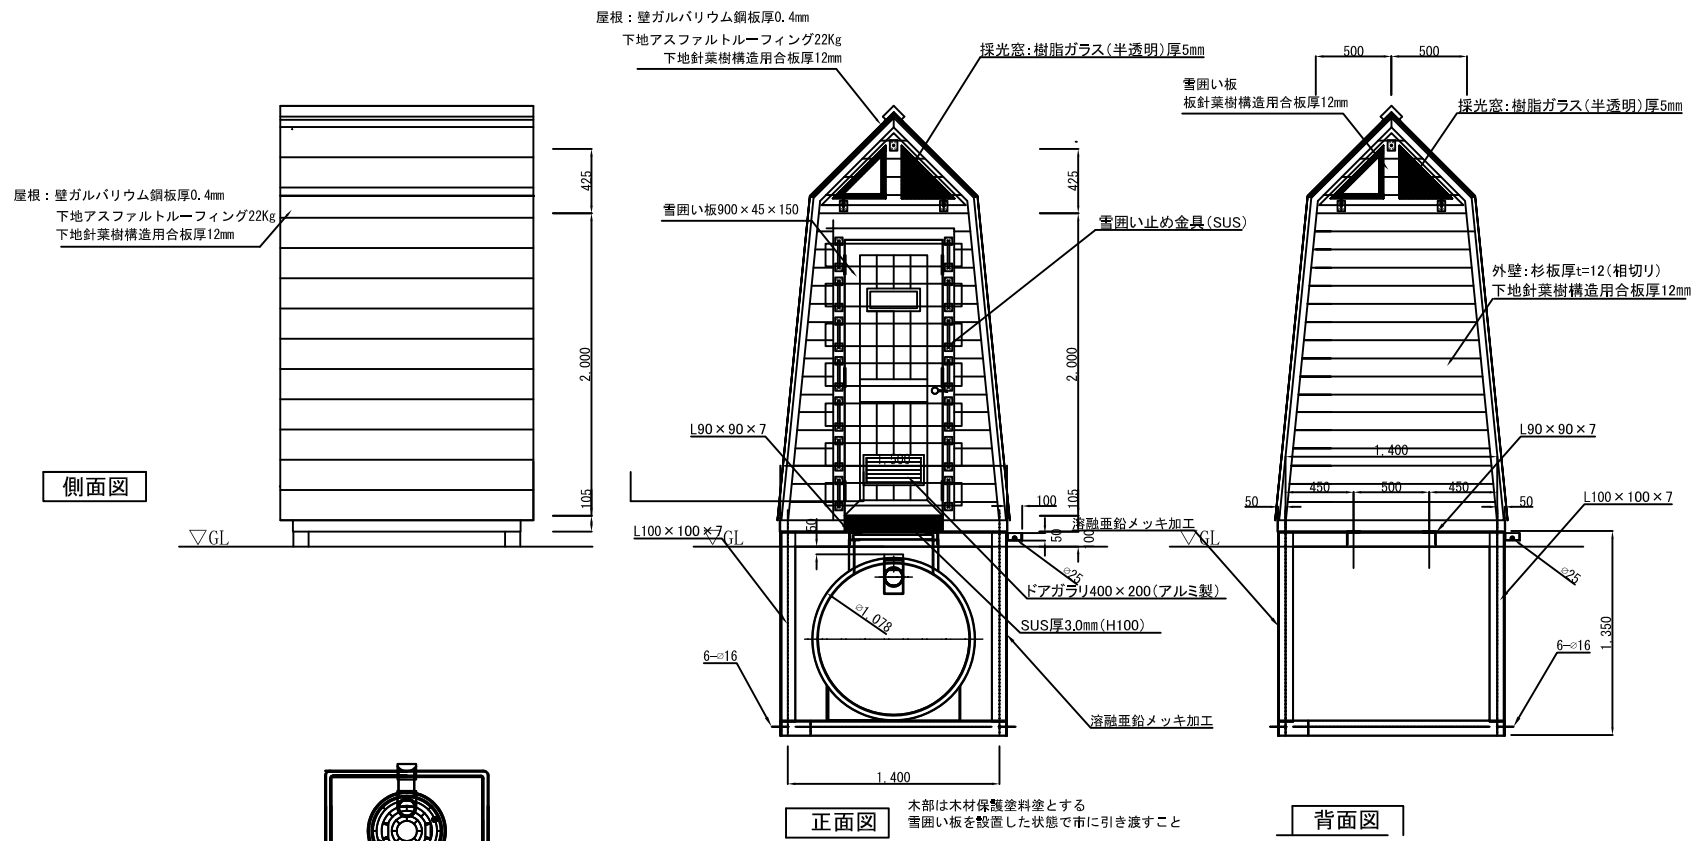 屋根：壁ガルバリウム鋼板厚0.4mm
下地アスファルトルーフィング22Kg
下地針葉樹構造用合板厚12mm
425
2,000
105
▽GL
側面図
屋根：壁ガルバリウム鋼板厚0.4mm
下地アスファルトルーフィング22Kg
下地針葉樹構造用合板厚12mm
採光窓：樹脂ガラス(半透明)厚5mm
雪囲い板900×45×150
雪囲い止め金具(SUS)
425
2,000
105
L90×90×7
1,500
100
50
50
100
L100×100×7
▽GL
溶融亜鉛メッキ加工
⌀25
ドアガラリ400×200(アルミ製)
⌀1,078
SUS厚3.0mm(H100)
6-⌀16
溶融亜鉛メッキ加工
1,400
正面図
木部は木材保護塗料塗とする
雪囲い板を設置した状態で市に引き渡すこと
500
500
雪囲い板
板針葉樹構造用合板厚12mm
採光窓：樹脂ガラス(半透明)厚5mm
外壁：杉板厚t=12(相切リ)
下地針葉樹構造用合板厚12mm
L90×90×7
1,400
50
450
500
450
50
L100×100×7
▽GL
⌀25
1,350
6-⌀16
背面図